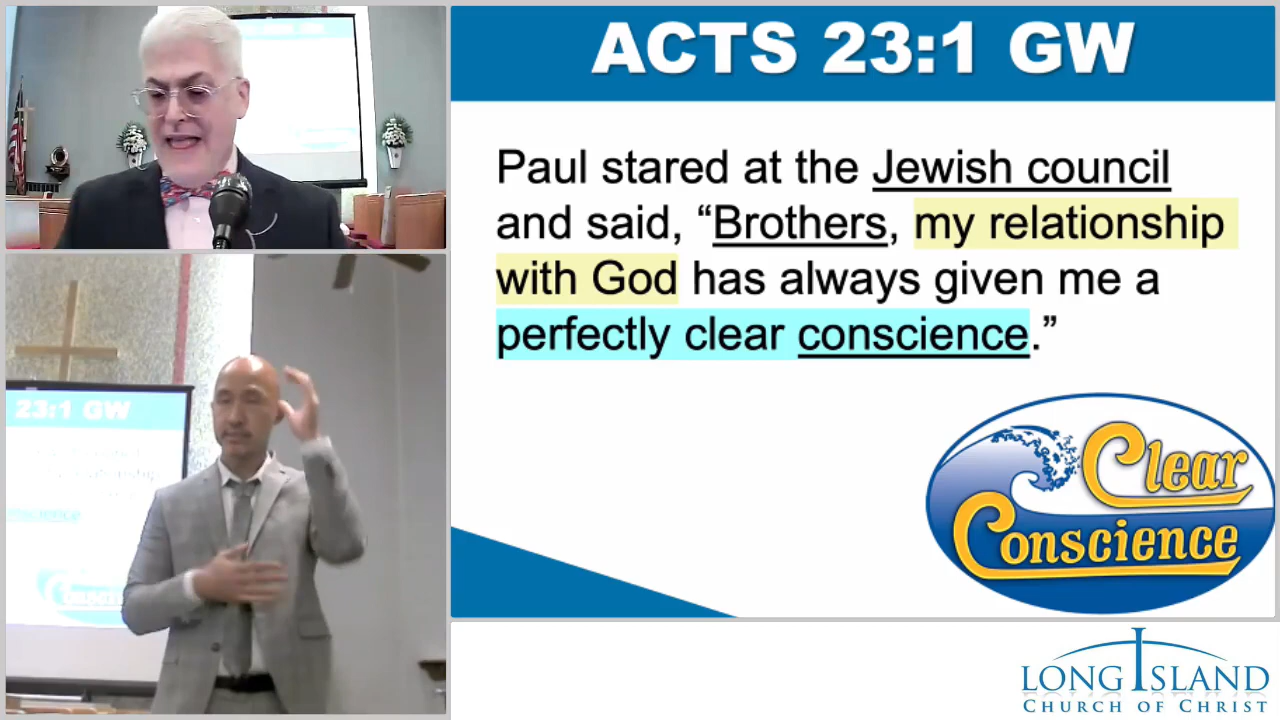 ACTS 23:1 GW
Paul stared at the Jewish council
and said, “Brothers, my relationship
with God has always given me a
perfectly clear conscience.”
Clear
Conscience
23:1 GW
LONG ISLAND
CHURCH OF CHRIST